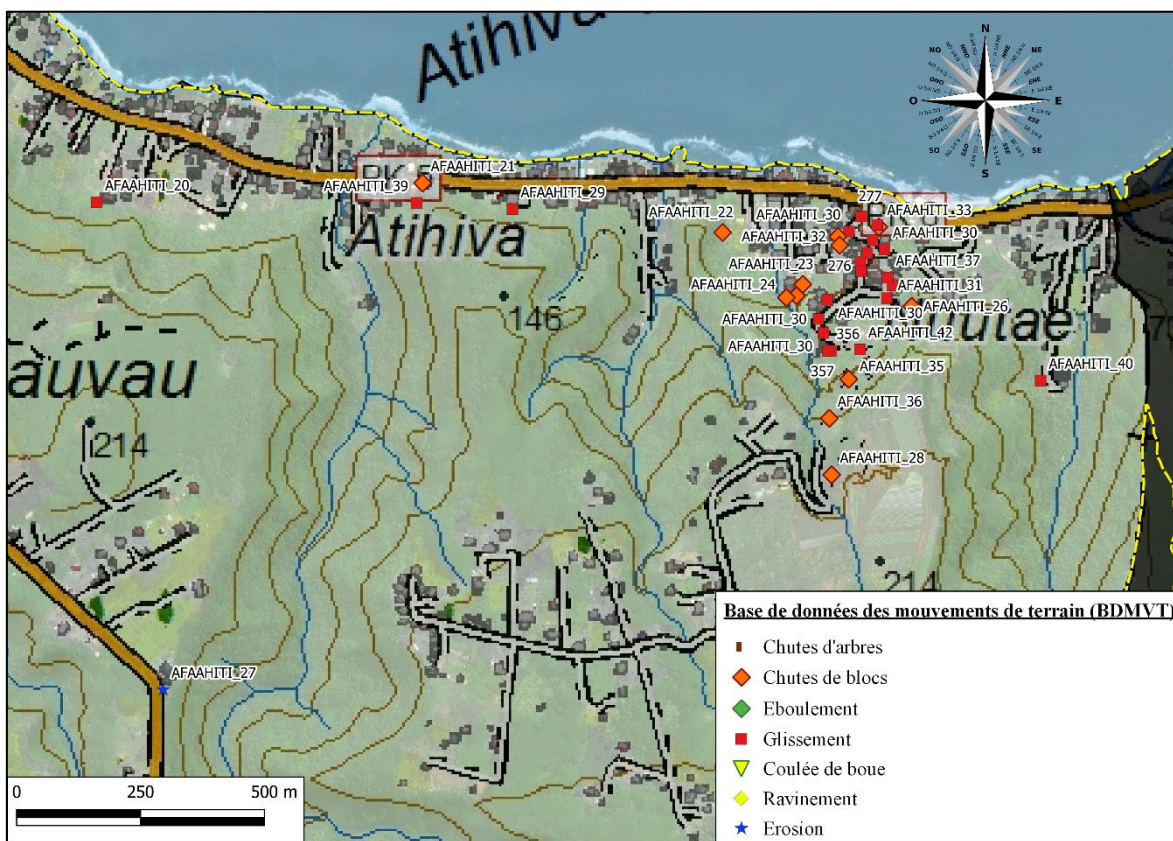 Atihiva
N
NO
NE
O
E
SO
SE
S
AFAAHITI_20
AFAAHITI_39
AFAAHITI_21
AFAAHITI_29
Atihiva
AFAAHITI_22
AFAAHITI_30
277
AFAAHITI_33
AFAAHITI_32
AFAAHITI_30
AFAAHITI_23
276
AFAAHITI_37
AFAAHITI_24
AFAAHITI_31
AFAAHITI_26
146
AFAAHITI_30
AFAAHITI_30
utae
356
AFAAHITI_42
AFAAHITI_30
357
AFAAHITI_35
AFAAHITI_40
auvau
AFAAHITI_36
214
AFAAHITI_28
214
AFAAHITI_27
Base de données des mouvements de terrain (BDMVT)
Chutes d'arbres
Chutes de blocs
Eboulement
Glissement
Coulée de boue
Ravinement
Erosion
0 250 500 m